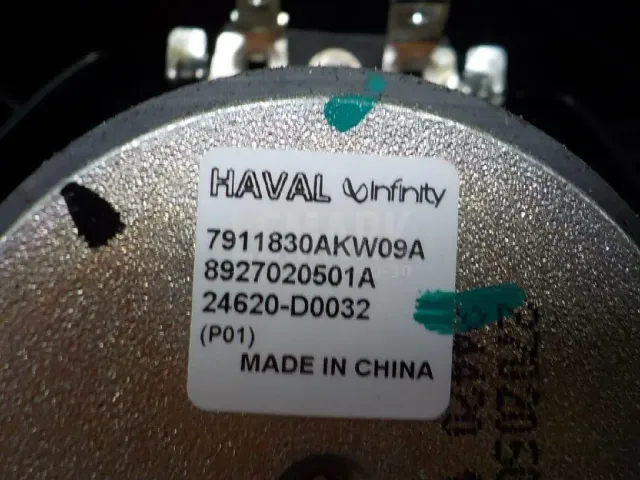 HAVAL Infinity
7911830AKW09A
8927020501A
24620-D0032
(P01)
MADE IN CHINA